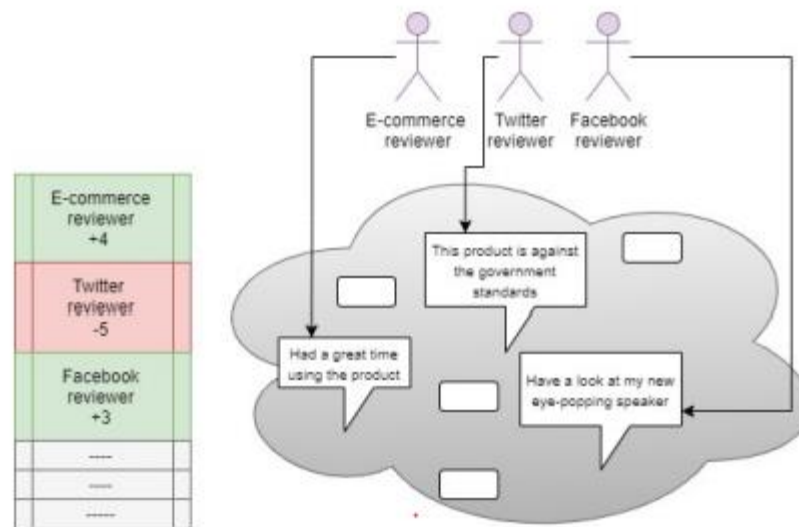 E-commerce
reviewer
Twitter
reviewer
Facebook
reviewer
E-commerce
reviewer
+4
Twitter
reviewer
-5
Facebook
reviewer
+3
----
----
-----
This product is against
the government
standards
Had a great time
using the product
Have a look at my new
eye-popping speaker